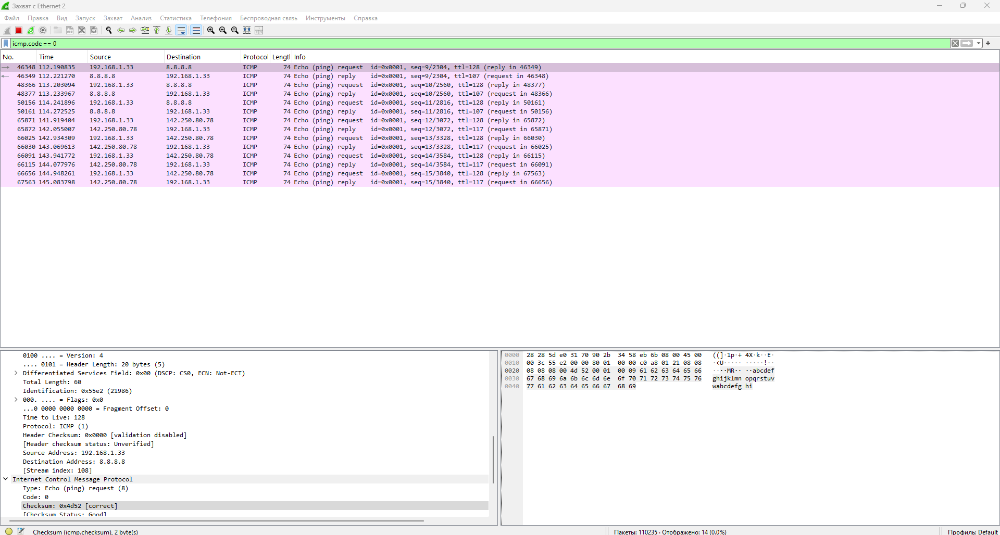 Захват с Ethernet 2
Файл Правка Вид Запуск Захват Анализ Статистика Телефония Беспроводная связь Инструменты Справка
icmp.code == 0
No. Time Source Destination Protocol Lengtl Info
46348 112.190835 192.168.1.33 8.8.8.8 ICMP 74 Echo (ping) request id=0x0001, seq=9/2304, ttl=128 (reply in 46349)
46349 112.221270 8.8.8.8 192.168.1.33 ICMP 74 Echo (ping) reply id=0x0001, seq=9/2304, ttl=107 (request in 46348)
48366 113.203094 192.168.1.33 8.8.8.8 ICMP 74 Echo (ping) request id=0x0001, seq=10/2560, ttl=128 (reply in 48377)
48377 113.233967 8.8.8.8 192.168.1.33 ICMP 74 Echo (ping) reply id=0x0001, seq=10/2560, ttl=107 (request in 48366)
50156 114.241896 192.168.1.33 8.8.8.8 ICMP 74 Echo (ping) request id=0x0001, seq=11/2816, ttl=128 (reply in 50161)
50161 114.272525 8.8.8.8 192.168.1.33 ICMP 74 Echo (ping) reply id=0x0001, seq=11/2816, ttl=107 (request in 50156)
65871 141.919404 192.168.1.33 142.250.80.78 ICMP 74 Echo (ping) request id=0x0001, seq=12/3072, ttl=128 (reply in 65872)
65872 142.055007 142.250.80.78 192.168.1.33 ICMP 74 Echo (ping) reply id=0x0001, seq=12/3072, ttl=117 (request in 65871)
66025 142.934309 192.168.1.33 142.250.80.78 ICMP 74 Echo (ping) request id=0x0001, seq=13/3328, ttl=128 (reply in 66030)
66030 143.069613 142.250.80.78 192.168.1.33 ICMP 74 Echo (ping) reply id=0x0001, seq=13/3328, ttl=117 (request in 66025)
66091 143.941772 192.168.1.33 142.250.80.78 ICMP 74 Echo (ping) request id=0x0001, seq=14/3584, ttl=128 (reply in 66115)
66115 144.077976 142.250.80.78 192.168.1.33 ICMP 74 Echo (ping) reply id=0x0001, seq=14/3584, ttl=117 (request in 66091)
66656 144.948261 192.168.1.33 142.250.80.78 ICMP 74 Echo (ping) request id=0x0001, seq=15/3840, ttl=128 (reply in 67563)
67563 145.083798 142.250.80.78 192.168.1.33 ICMP 74 Echo (ping) reply id=0x0001, seq=15/3840, ttl=117 (request in 66656)
0100 .... = Version: 4
.... 0101 = Header Length: 20 bytes (5)
Differentiated Services Field: 0x00 (DSCP: CS0, ECN: Not-ECT)
Total Length: 60
Identification: 0x55e2 (21986)
000. .... = Flags: 0x0
...0 0000 0000 0000 = Fragment Offset: 0
Time to Live: 128
Protocol: ICMP (1)
Header Checksum: 0x0000 [validation disabled]
[Header checksum status: Unverified]
Source Address: 192.168.1.33
Destination Address: 8.8.8.8
[Stream index: 108]
Internet Control Message Protocol
Type: Echo (ping) request (8)
Code: 0
Checksum: 0x4d52 [correct]
[Checksum Status: Good]
0000 28 28 5d e0 31 70 90 2b 34 58 eb 6b 08 00 45 00 ((]·1p·+ 4X·k··E·
0010 00 3c 55 e2 00 00 80 01 00 00 c0 a8 01 21 08 08 ·<U····· ·····!··
0020 08 08 08 00 4d 52 00 01 00 09 61 62 63 64 65 66 ····MR·· ··abcdef
0030 67 68 69 6a 6b 6c 6d 6e 6f 70 71 72 73 74 75 76 ghijklmn opqrstuv
0040 77 61 62 63 64 65 66 67 68 69 wabcdefg hi
Checksum (icmp.checksum), 2 byte(s)
Пакеты: 110235 · Отображено: 14 (0.0%)
Профиль: Default